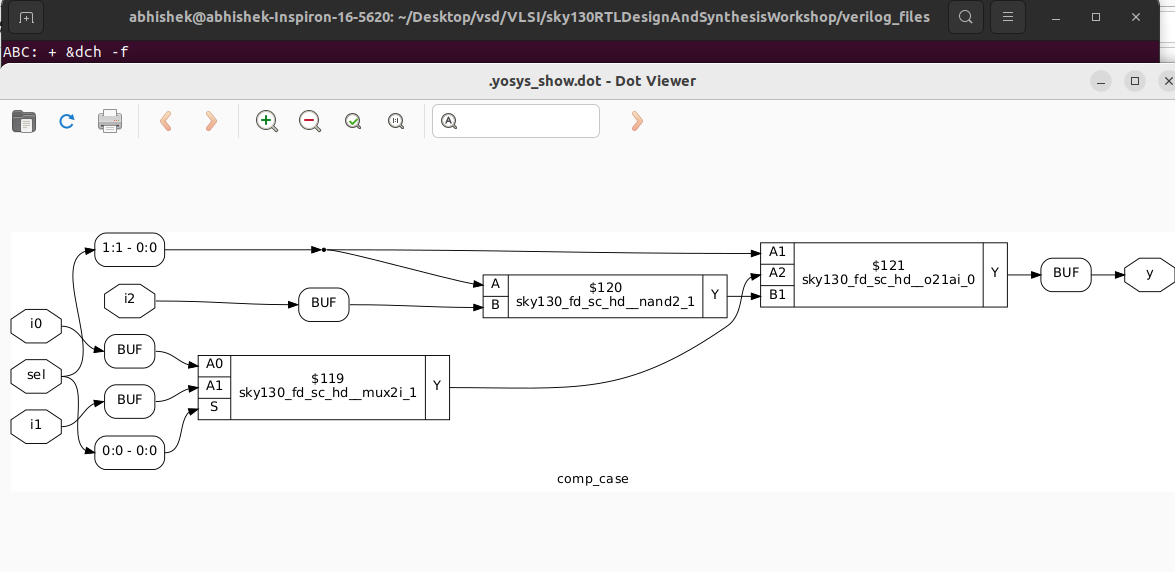 abhishek@abhishek-Inspiron-16-5620: ~/Desktop/vsd/VLSI/sky130RTLDesignAndSynthesisWorkshop/verilog_files
ABC: + &dch -f
.yosys_show.dot - Dot Viewer
1:1 - 0:0
i2
BUF
i0
BUF
sel
BUF
i1
0:0 - 0:0
A0
A1
S
$119
sky130_fd_sc_hd__mux2i_1
Y
A
B
$120
sky130_fd_sc_hd__nand2_1
Y
A1
A2
B1
$121
sky130_fd_sc_hd__o21ai_0
Y
BUF
y
comp_case